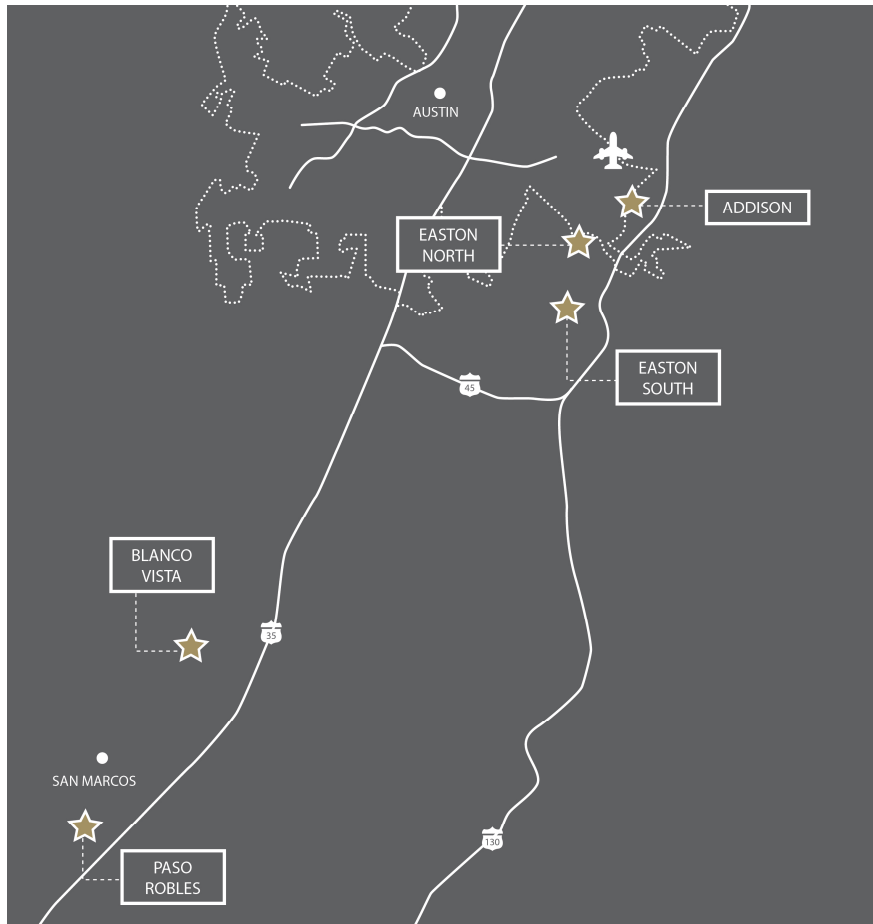 AUSTIN
ADDISON
EASTON
NORTH
EASTON
SOUTH
45
BLANCO
VISTA
35
SAN MARCOS
130
PASO
ROBLES